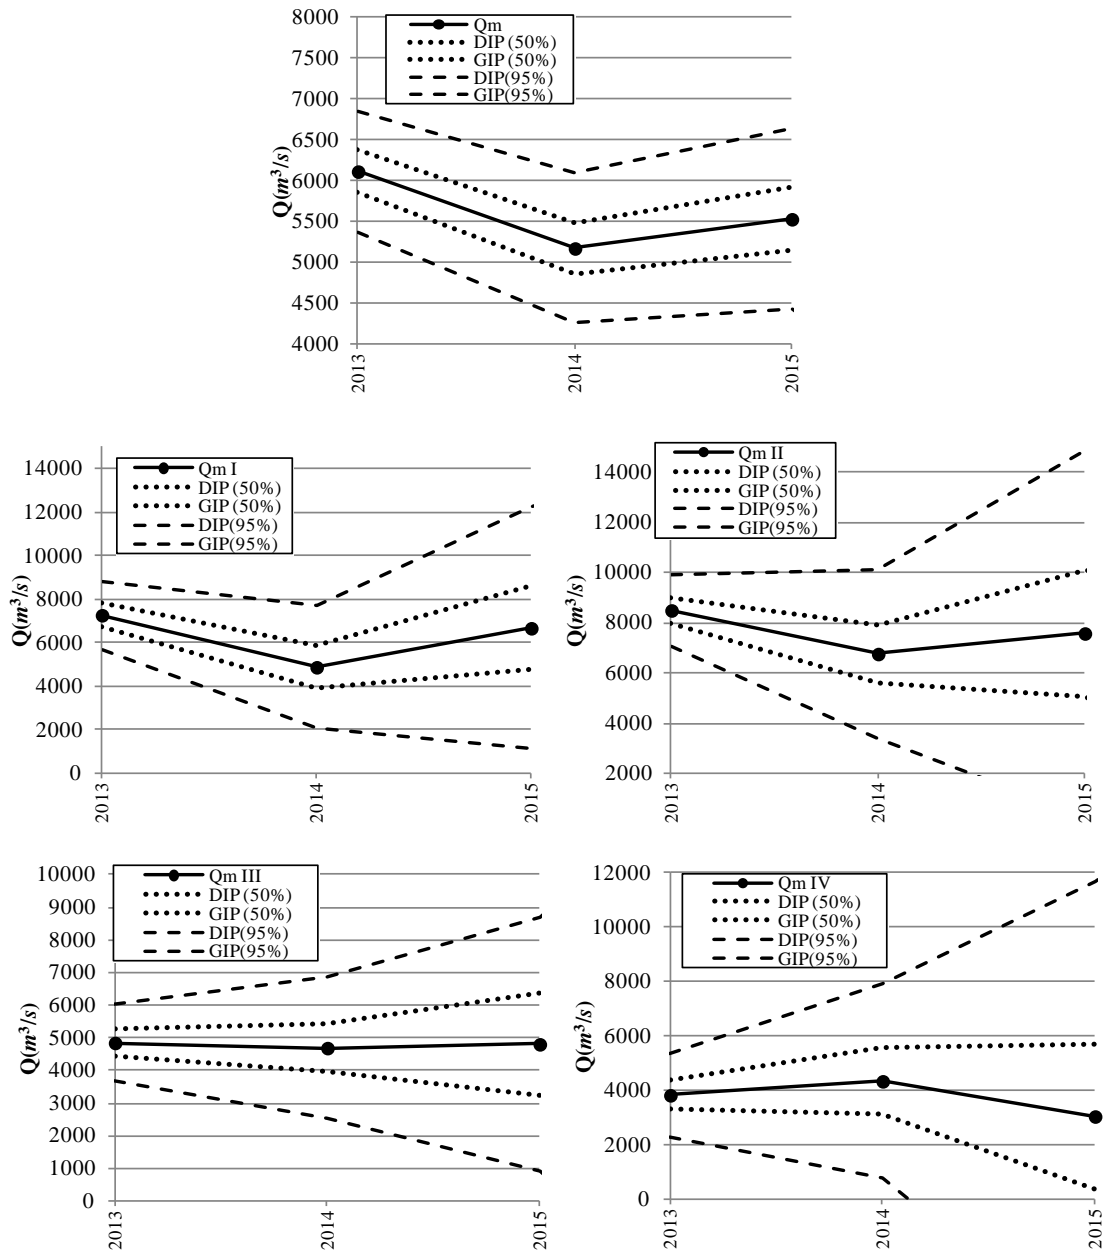 8000
7500
7000
6500
6000
5500
5000
4500
4000
Q(m³/s)
Qm
DIP (50%)
GIP (50%)
DIP(95%)
GIP(95%)
2013
2014
2015
14000
12000
10000
8000
6000
4000
2000
0
Q(m³/s)
Qm I
DIP (50%)
GIP (50%)
DIP(95%)
GIP(95%)
2013
2014
2015
14000
12000
10000
8000
6000
4000
2000
Q(m³/s)
Qm II
DIP (50%)
GIP (50%)
DIP(95%)
GIP(95%)
2013
2014
2015
10000
9000
8000
7000
6000
5000
4000
3000
2000
1000
0
Q(m³/s)
Qm III
DIP (50%)
GIP (50%)
DIP(95%)
GIP(95%)
2013
2014
2015
12000
10000
8000
6000
4000
2000
0
Q(m³/s)
Qm IV
DIP (50%)
GIP (50%)
DIP(95%)
GIP(95%)
2013
2014
2015